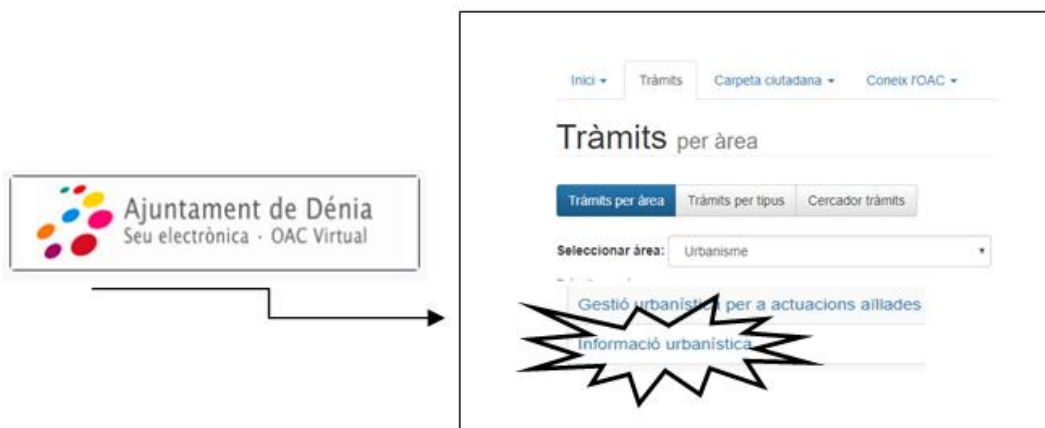 Ajuntament de Dénia
Seu electrònica · OAC Virtual
Inici Tràmits Carpeta ciutadana Coneix l'OAC
Tràmits per àrea
Tràmits per àrea Tràmits per tipus Cercador tràmits
Seleccionar àrea: Urbanisme
Gestió urbanística per a actuacions aïllades
Informació urbanística